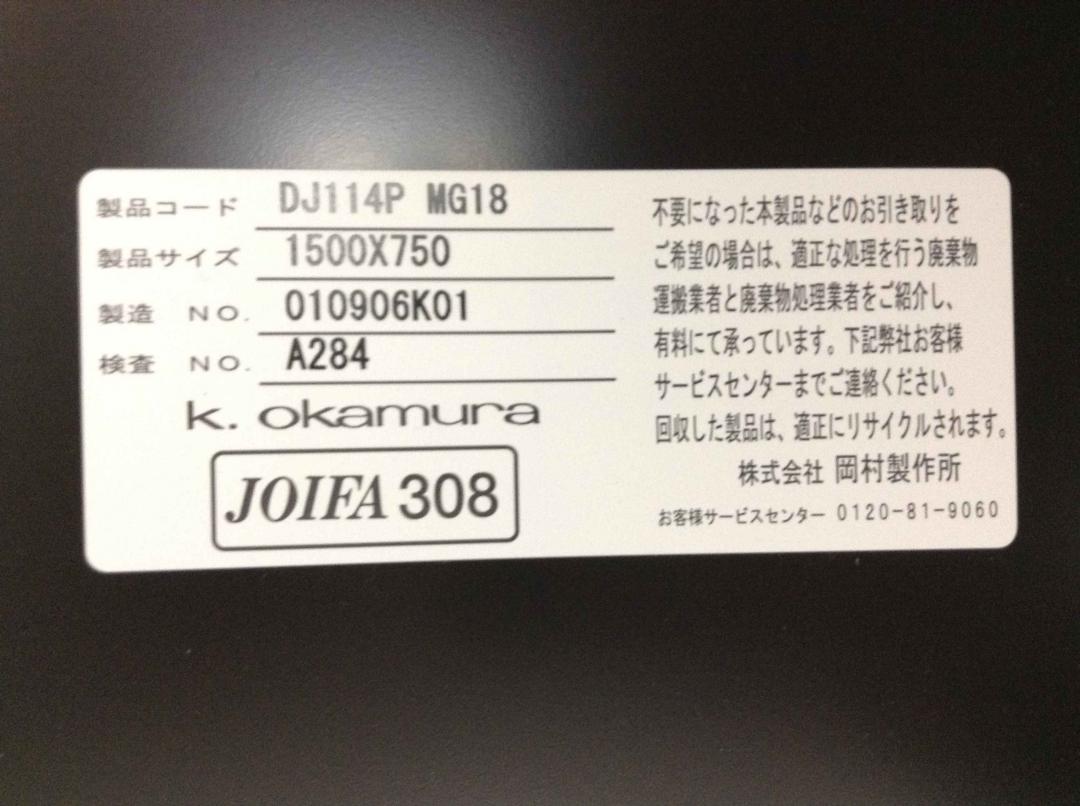 製品コード DJ114P MG18
製品サイズ 1500X750
製造 NO. 010906K01
検査 NO. A284
k. okamura
JOIFA 308
不要になった本製品などのお引き取りを
ご希望の場合は、適正な処理を行う廃棄物
運搬業者と廃棄物処理業者をご紹介し、
有料にて承っています。下記弊社お客様
サービスセンターまでご連絡ください。
回収した製品は、適正にリサイクルされます。
株式会社 岡村製作所
お客様サービスセンター 0120-81-9060